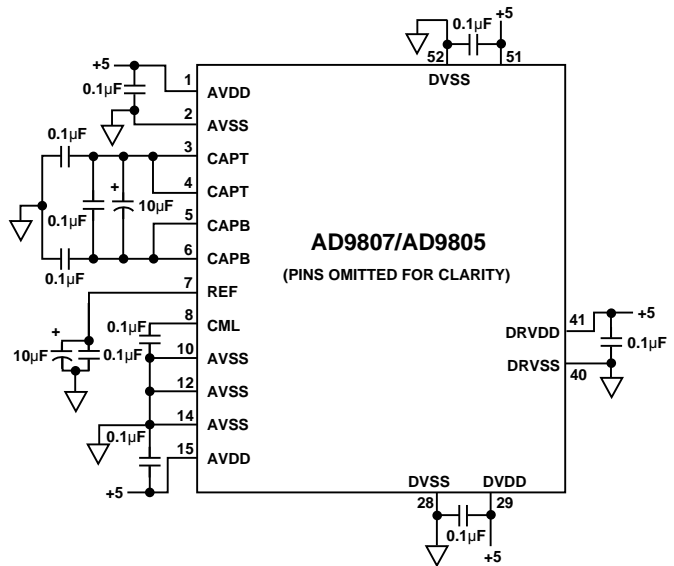 0.1µF
+5
52
51
DVSS
+5
1
AVDD
0.1µF
2
AVSS
0.1µF
3
CAPT
+
4
CAPT
0.1µF
10µF
5
CAPB
6
CAPB
0.1µF
7
REF
AD9807/AD9805
(PINS OMITTED FOR CLARITY)
+
10µF
0.1µF
0.1µF
8
CML
10
AVSS
12
AVSS
14
AVSS
0.1µF
15
AVDD
+5
41
+5
DRVDD
0.1µF
DRVSS
40
DVSS
DVDD
28
29
0.1µF
+5